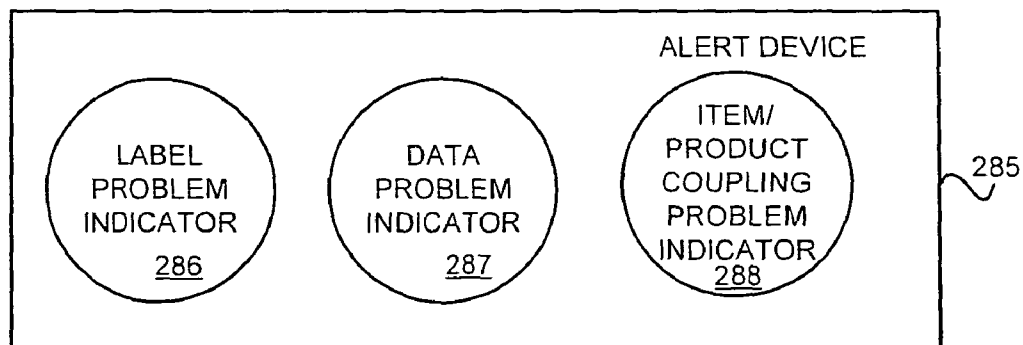 ALERT DEVICE
LABEL
PROBLEM
INDICATOR
286
DATA
PROBLEM
INDICATOR
287
ITEM/
PRODUCT
COUPLING
PROBLEM
INDICATOR
288
285